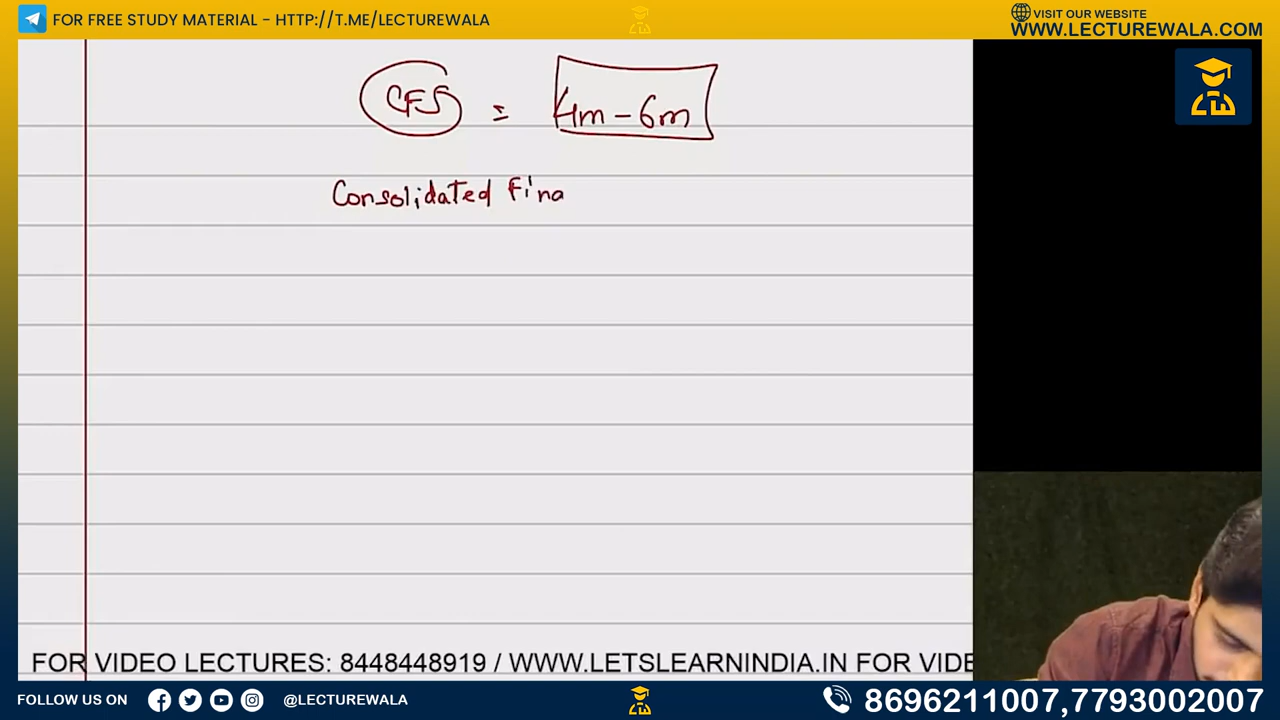 FOR FREE STUDY MATERIAL - HTTP://T.ME/LECTUREWALA
VISIT OUR WEBSITE
WWW.LECTUREWALA.COM
CFS = 4m - 6m
Consolidated Fina
FOR VIDEO LECTURES: 8448448919 / WWW.LETSLEARNINDIA.IN FOR VIDE
FOLLOW US ON @LECTUREWALA
8696211007,7793002007